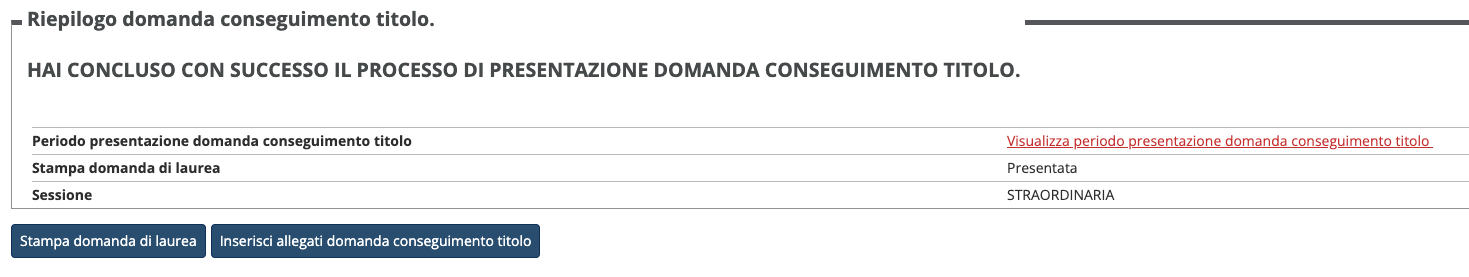 Riepilogo domanda conseguimento titolo.
HAI CONCLUSO CON SUCCESSO IL PROCESSO DI PRESENTAZIONE DOMANDA CONSEGUIMENTO TITOLO.
Periodo presentazione domanda conseguimento titolo Visualizza periodo presentazione domanda conseguimento titolo
Stampa domanda di laurea Presentata
Sessione STRAORDINARIA
Stampa domanda di laurea Inserisci allegati domanda conseguimento titolo